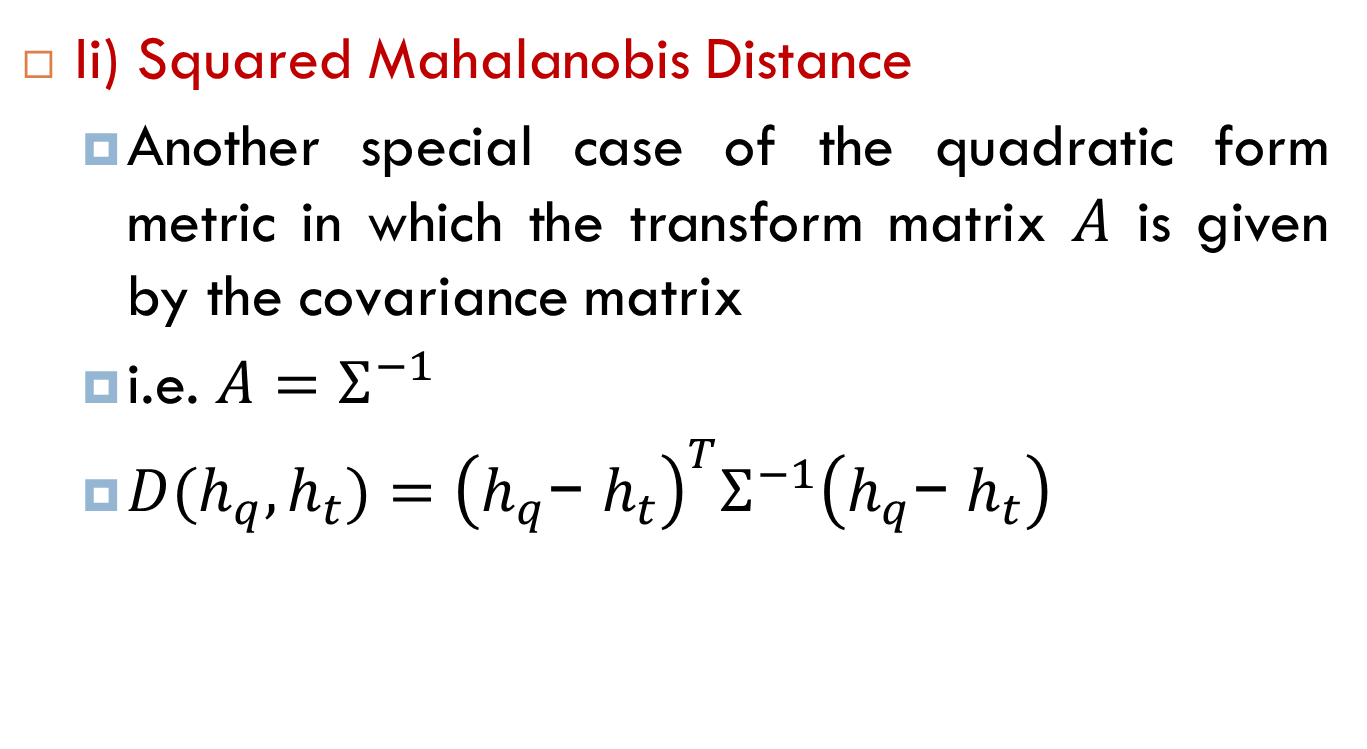 Ii) Squared Mahalanobis Distance
Another special case of the quadratic form
metric in which the transform matrix A is given
by the covariance matrix
i.e. A = Σ⁻¹
D(h_q, h_t) = (h_q − h_t)^T Σ⁻¹(h_q − h_t)